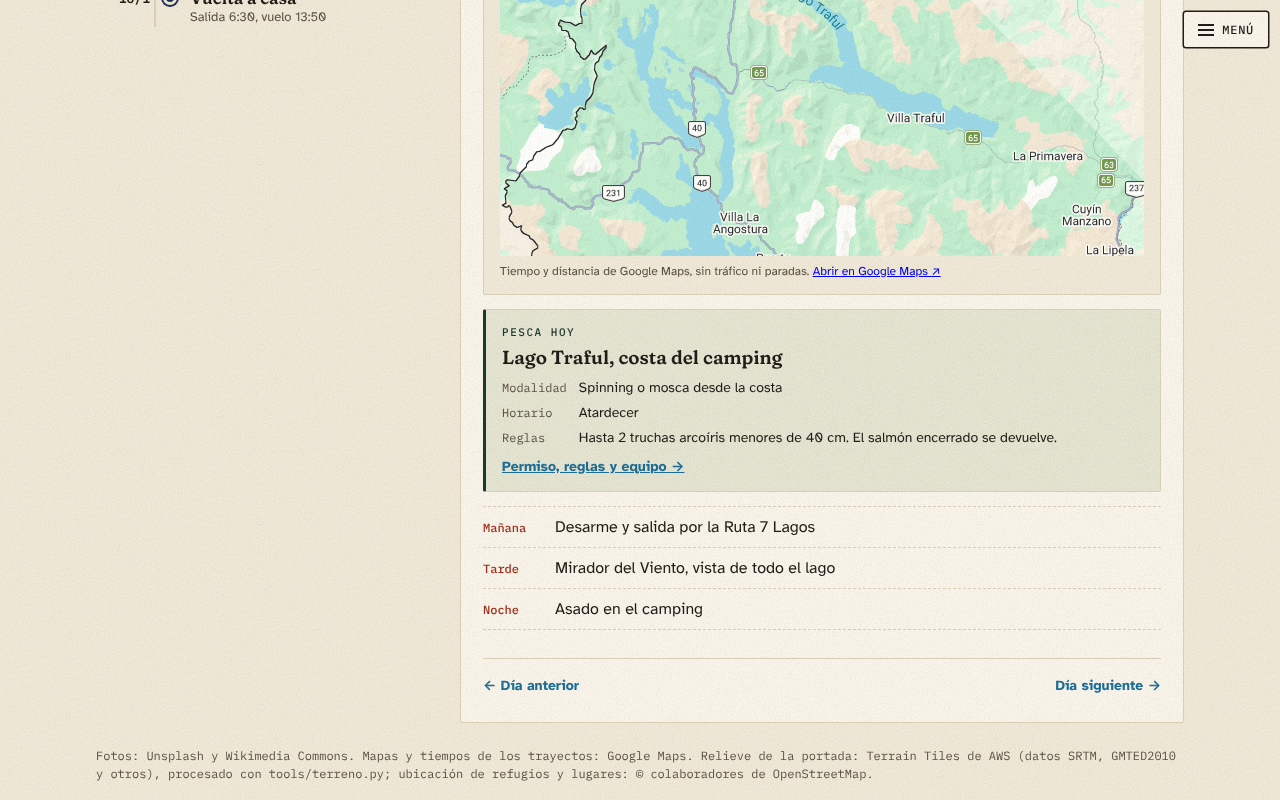 Vuelta a casa
Salida 6:30, vuelo 13:50
MENÚ
go Traful
65
Villa Traful
40
65
La Primavera
63
65
40
231
237
Villa La
Angostura
Cuyín
Manzano
La Lipela
Tiempo y distancia de Google Maps, sin tráfico ni paradas. Abrir en Google Maps ↗
PESCA HOY
Lago Traful, costa del camping
Modalidad Spinning o mosca desde la costa
Horario Atardecer
Reglas Hasta 2 truchas arcoíris menores de 40 cm. El salmón encerrado se devuelve.
Permiso, reglas y equipo →
Mañana Desarme y salida por la Ruta 7 Lagos
Tarde Mirador del Viento, vista de todo el lago
Noche Asado en el camping
← Día anterior
Día siguiente →
Fotos: Unsplash y Wikimedia Commons. Mapas y tiempos de los trayectos: Google Maps. Relieve de la portada: Terrain Tiles de AWS (datos SRTM, GMTED2010
y otros), procesado con tools/terreno.py; ubicación de refugios y lugares: © colaboradores de OpenStreetMap.